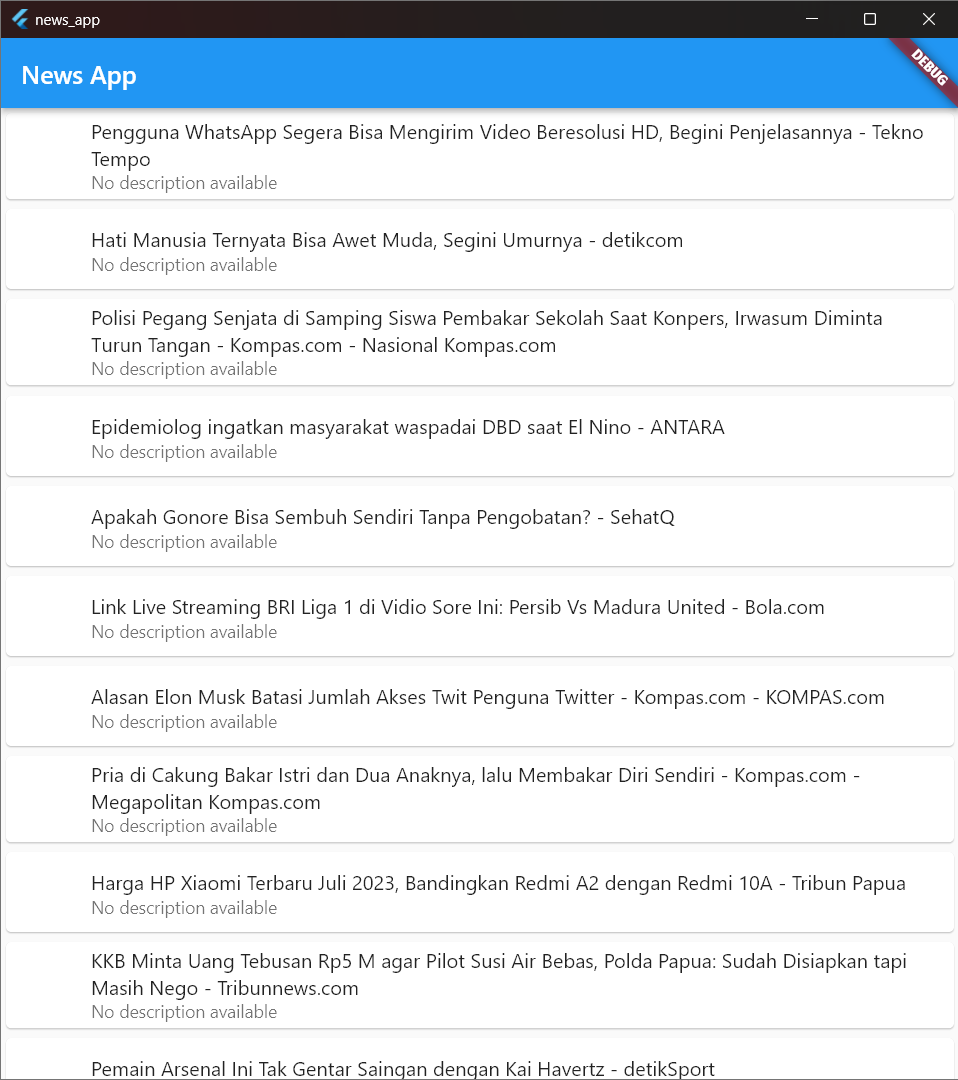 news_app
News App
DEBUG
Pengguna WhatsApp Segera Bisa Mengirim Video Beresolusi HD, Begini Penjelasannya - Tekno
Tempo
No description available
Hati Manusia Ternyata Bisa Awet Muda, Segini Umurnya - detikcom
No description available
Polisi Pegang Senjata di Samping Siswa Pembakar Sekolah Saat Konpers, Irwasum Diminta
Turun Tangan - Kompas.com - Nasional Kompas.com
No description available
Epidemiolog ingatkan masyarakat waspadai DBD saat El Nino - ANTARA
No description available
Apakah Gonore Bisa Sembuh Sendiri Tanpa Pengobatan? - SehatQ
No description available
Link Live Streaming BRI Liga 1 di Vidio Sore Ini: Persib Vs Madura United - Bola.com
No description available
Alasan Elon Musk Batasi Jumlah Akses Twit Penguna Twitter - Kompas.com - KOMPAS.com
No description available
Pria di Cakung Bakar Istri dan Dua Anaknya, lalu Membakar Diri Sendiri - Kompas.com -
Megapolitan Kompas.com
No description available
Harga HP Xiaomi Terbaru Juli 2023, Bandingkan Redmi A2 dengan Redmi 10A - Tribun Papua
No description available
KKB Minta Uang Tebusan Rp5 M agar Pilot Susi Air Bebas, Polda Papua: Sudah Disiapkan tapi
Masih Nego - Tribunnews.com
No description available
Pemain Arsenal Ini Tak Gentar Saingan dengan Kai Havertz - detikSport